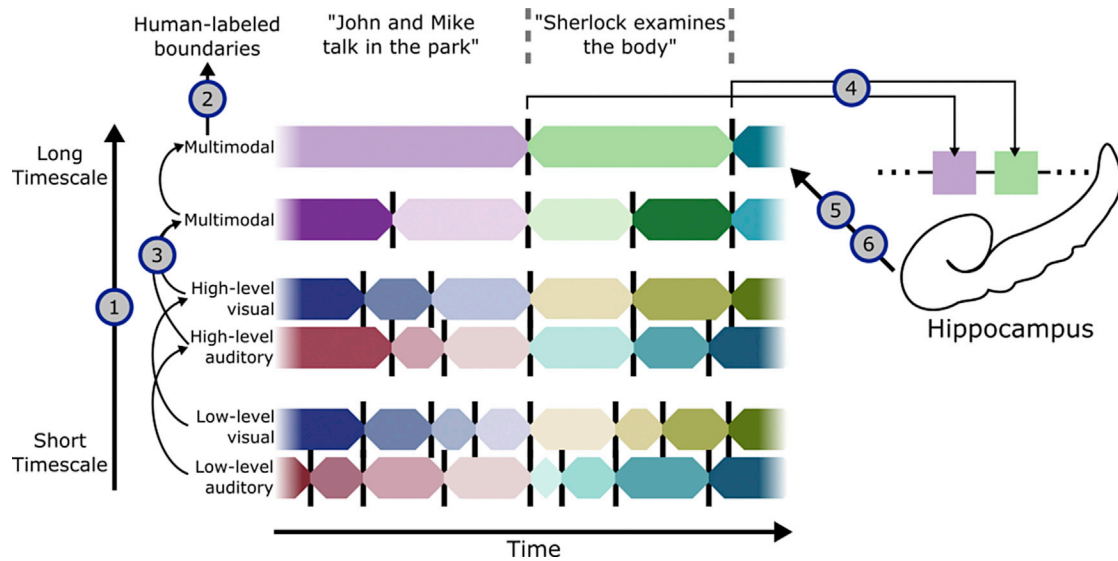 Human-labeled
boundaries
"John and Mike
talk in the park"
"Sherlock examines
the body"
2
4
Long
Timescale
Multimodal
Multimodal
3
5
6
1
High-level
visual
High-level
auditory
Hippocampus
Low-level
visual
Short
Timescale
Low-level
auditory
Time